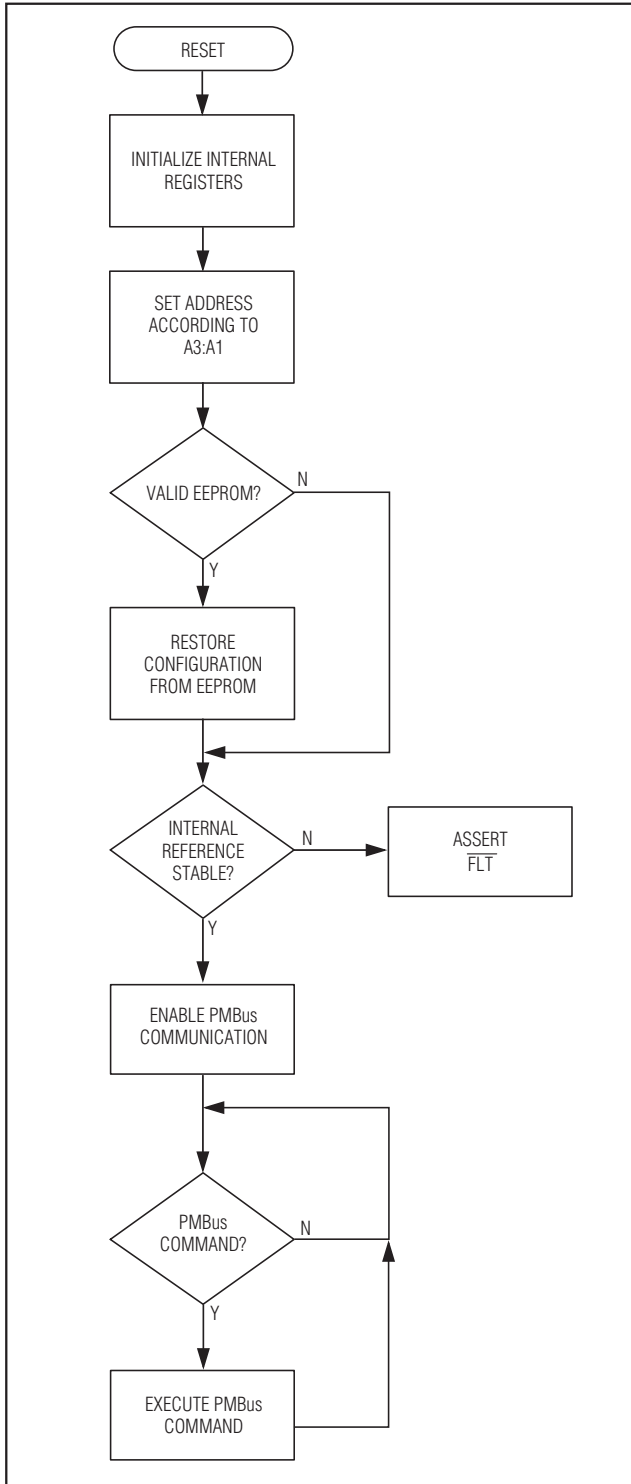 RESET
INITIALIZE INTERNAL
REGISTERS
SET ADDRESS
ACCORDING TO
A3:A1
VALID EEPROM?
N
Y
RESTORE
CONFIGURATION
FROM EEPROM
INTERNAL
REFERENCE
STABLE?
N
Y
ASSERT
FLT
ENABLE PMBus
COMMUNICATION
PMBus
COMMAND?
N
Y
EXECUTE PMBus
COMMAND